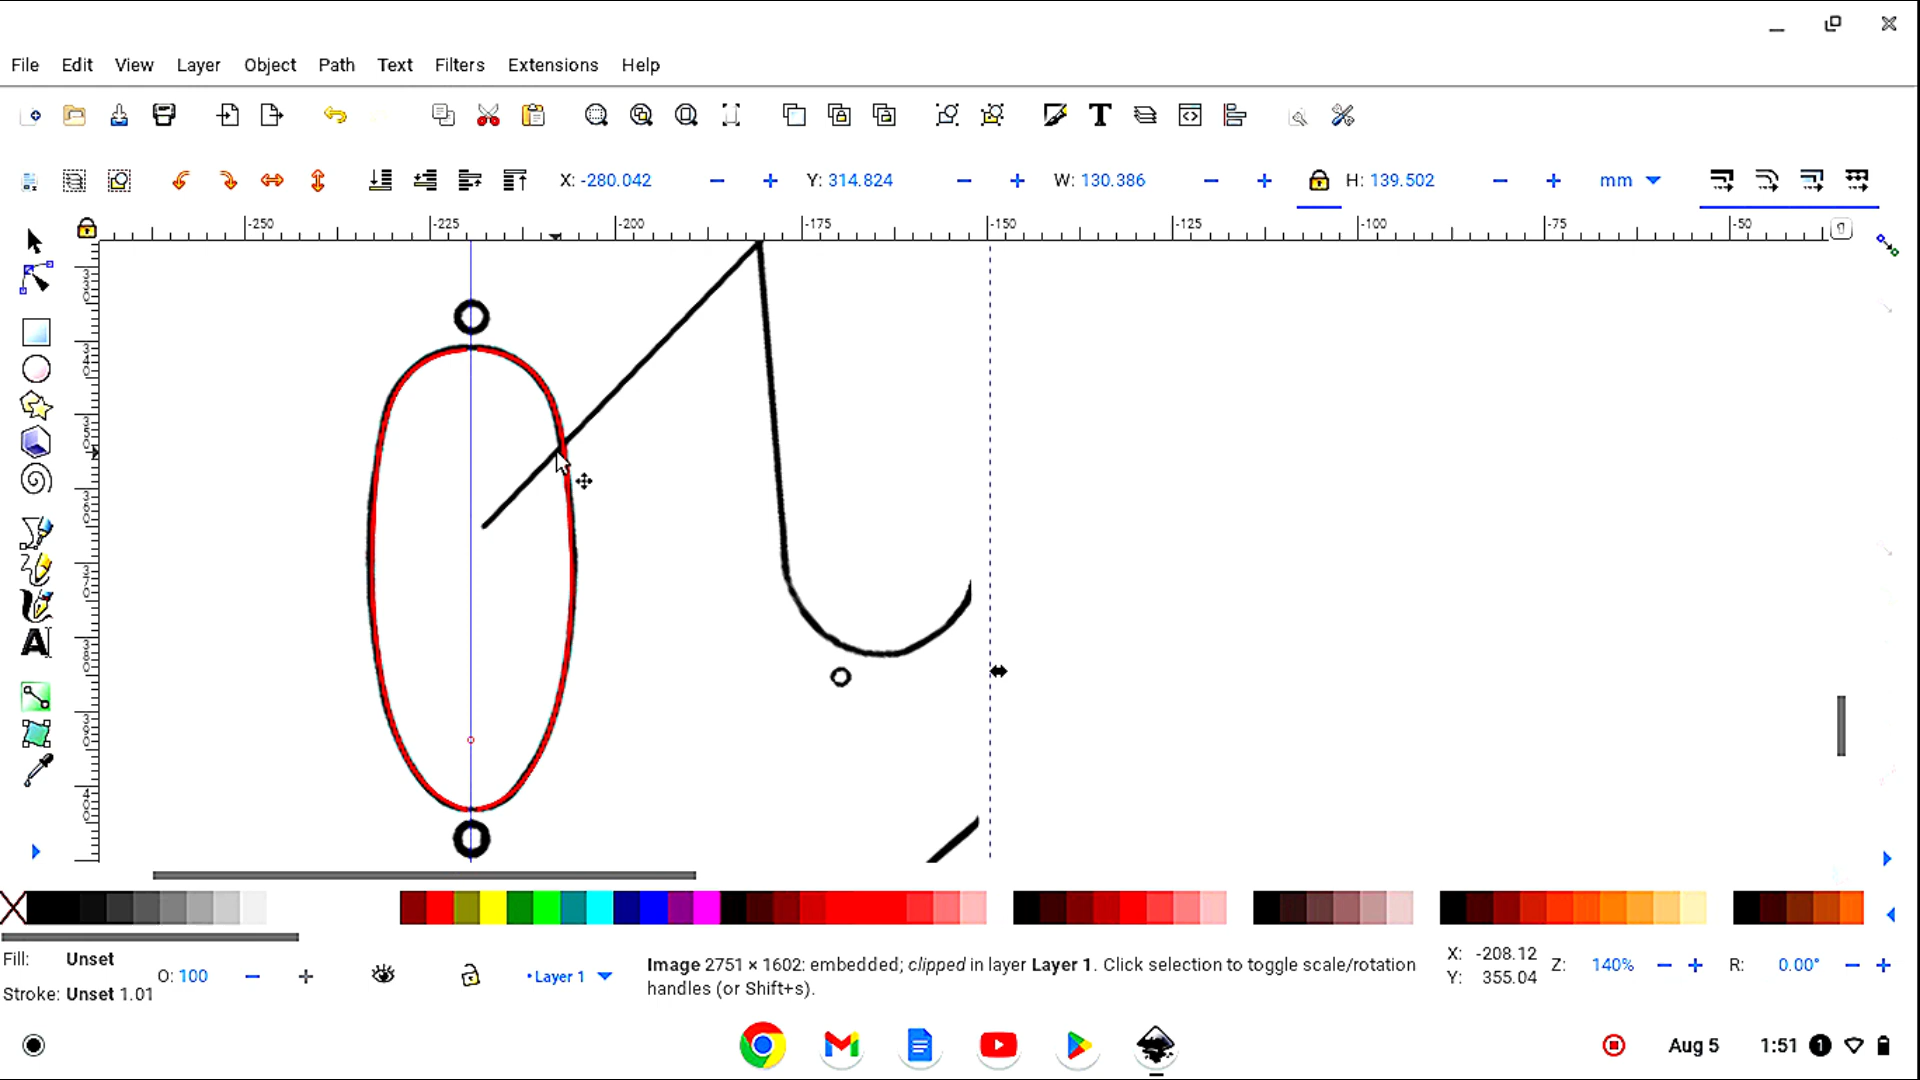 File Edit View Layer Object Path Text Filters Extensions Help
X: -280.042 Y: 314.824 W: 130.386 H: 139.502 mm
-250 -225 -200 -175 -150 -125 -100 -75 -50
Fill: Unset
Stroke: Unset 1.01
O: 100
•Layer 1
Image 2751 × 1602: embedded; clipped in layer Layer 1. Click selection to toggle scale/rotation
handles (or Shift+s).
X: -208.12
Y: 355.04
Z: 140%
R: 0.00°
Aug 5 1:51 1